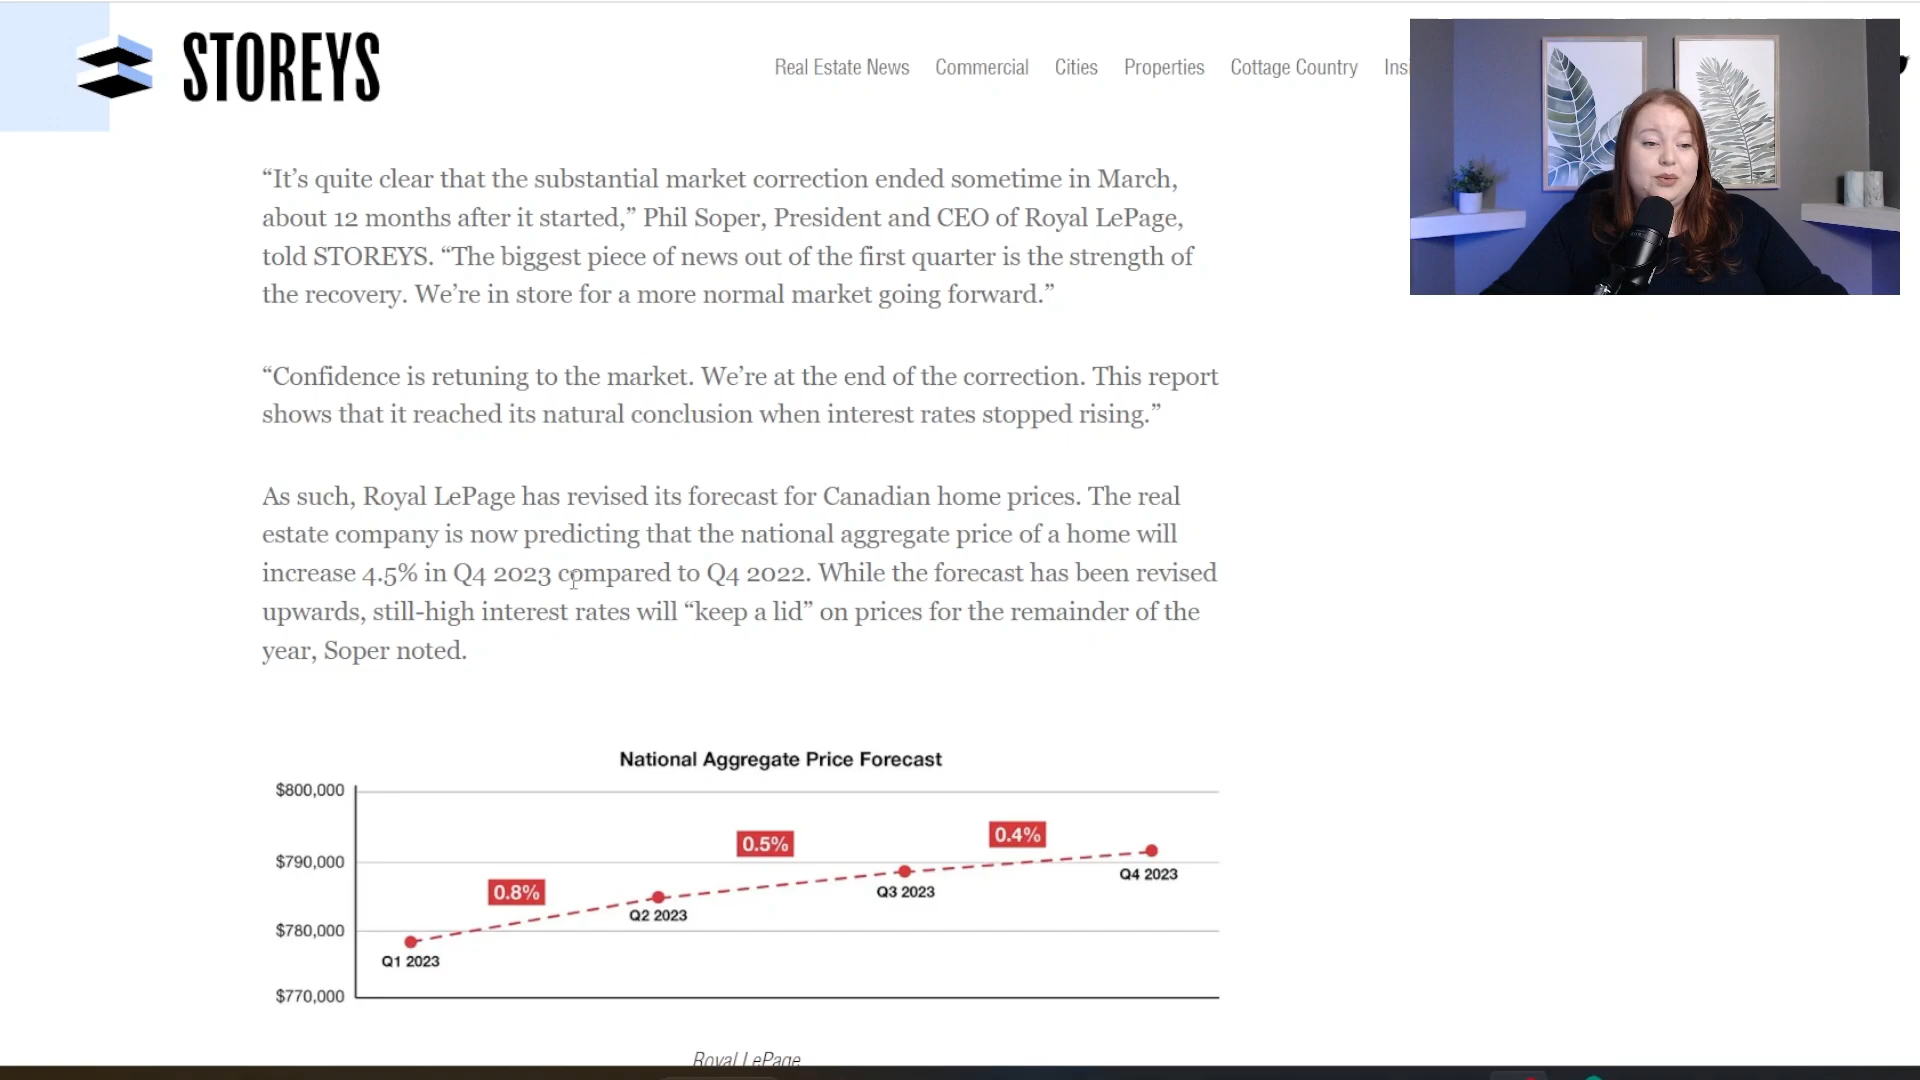 STOREYS
Real Estate News Commercial Cities Properties Cottage Country
“It’s quite clear that the substantial market correction ended sometime in March,
about 12 months after it started,” Phil Soper, President and CEO of Royal LePage,
told STOREYS. “The biggest piece of news out of the first quarter is the strength of
the recovery. We’re in store for a more normal market going forward.”
“Confidence is retuning to the market. We’re at the end of the correction. This report
shows that it reached its natural conclusion when interest rates stopped rising.”
As such, Royal LePage has revised its forecast for Canadian home prices. The real
estate company is now predicting that the national aggregate price of a home will
increase 4.5% in Q4 2023 compared to Q4 2022. While the forecast has been revised
upwards, still-high interest rates will “keep a lid” on prices for the remainder of the
year, Soper noted.
National Aggregate Price Forecast
$800,000
0.4%
0.5%
$790,000
Q4 2023
0.8%
Q3 2023
Q2 2023
$780,000
Q1 2023
$770,000
Royal LePage